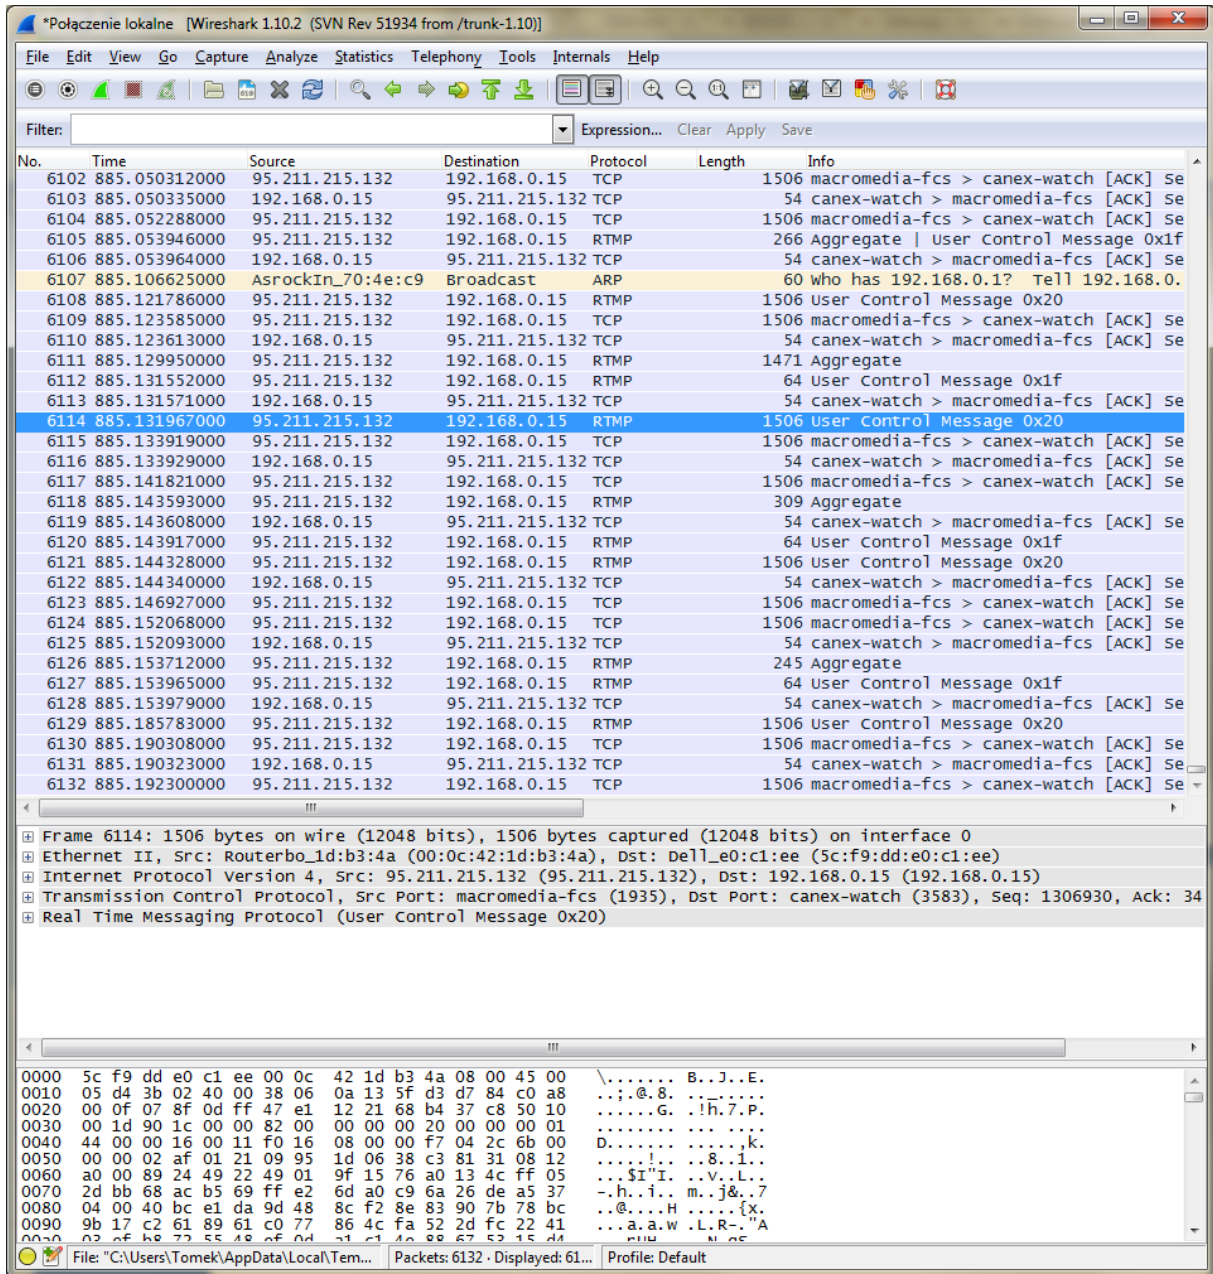 *Połączenie lokalne [Wireshark 1.10.2 (SVN Rev 51934 from /trunk-1.10)]
File Edit View Go Capture Analyze Statistics Telephony Tools Internals Help
Filter: Expression... Clear Apply Save
No. Time Source Destination Protocol Length Info
6102 885.050312000 95.211.215.132 192.168.0.15 TCP 1506 macromedia-fcs > canex-watch [ACK] Se
6103 885.050335000 192.168.0.15 95.211.215.132 TCP 54 canex-watch > macromedia-fcs [ACK] Se
6104 885.052288000 95.211.215.132 192.168.0.15 TCP 1506 macromedia-fcs > canex-watch [ACK] Se
6105 885.053946000 95.211.215.132 192.168.0.15 RTMP 266 Aggregate | User Control Message 0x1f
6106 885.053964000 192.168.0.15 95.211.215.132 TCP 54 canex-watch > macromedia-fcs [ACK] Se
6107 885.106625000 AsrockIn_70:4e:c9 Broadcast ARP 60 Who has 192.168.0.1? Tell 192.168.0.
6108 885.121786000 95.211.215.132 192.168.0.15 RTMP 1506 User Control Message 0x20
6109 885.123585000 95.211.215.132 192.168.0.15 TCP 1506 macromedia-fcs > canex-watch [ACK] Se
6110 885.123613000 192.168.0.15 95.211.215.132 TCP 54 canex-watch > macromedia-fcs [ACK] Se
6111 885.129950000 95.211.215.132 192.168.0.15 RTMP 1471 Aggregate
6112 885.131552000 95.211.215.132 192.168.0.15 RTMP 64 User Control Message 0x1f
6113 885.131571000 192.168.0.15 95.211.215.132 TCP 54 canex-watch > macromedia-fcs [ACK] Se
6114 885.131967000 95.211.215.132 192.168.0.15 RTMP 1506 User Control Message 0x20
6115 885.133919000 95.211.215.132 192.168.0.15 TCP 1506 macromedia-fcs > canex-watch [ACK] Se
6116 885.133929000 192.168.0.15 95.211.215.132 TCP 54 canex-watch > macromedia-fcs [ACK] Se
6117 885.141821000 95.211.215.132 192.168.0.15 TCP 1506 macromedia-fcs > canex-watch [ACK] Se
6118 885.143593000 95.211.215.132 192.168.0.15 RTMP 309 Aggregate
6119 885.143608000 192.168.0.15 95.211.215.132 TCP 54 canex-watch > macromedia-fcs [ACK] Se
6120 885.143917000 95.211.215.132 192.168.0.15 RTMP 64 User Control Message 0x1f
6121 885.144328000 95.211.215.132 192.168.0.15 RTMP 1506 User Control Message 0x20
6122 885.144340000 192.168.0.15 95.211.215.132 TCP 54 canex-watch > macromedia-fcs [ACK] Se
6123 885.146927000 95.211.215.132 192.168.0.15 TCP 1506 macromedia-fcs > canex-watch [ACK] Se
6124 885.152068000 95.211.215.132 192.168.0.15 TCP 1506 macromedia-fcs > canex-watch [ACK] Se
6125 885.152093000 192.168.0.15 95.211.215.132 TCP 54 canex-watch > macromedia-fcs [ACK] Se
6126 885.153712000 95.211.215.132 192.168.0.15 RTMP 245 Aggregate
6127 885.153965000 95.211.215.132 192.168.0.15 RTMP 64 User Control Message 0x1f
6128 885.153979000 192.168.0.15 95.211.215.132 TCP 54 canex-watch > macromedia-fcs [ACK] Se
6129 885.185783000 95.211.215.132 192.168.0.15 RTMP 1506 User Control Message 0x20
6130 885.190308000 95.211.215.132 192.168.0.15 TCP 1506 macromedia-fcs > canex-watch [ACK] Se
6131 885.190323000 192.168.0.15 95.211.215.132 TCP 54 canex-watch > macromedia-fcs [ACK] Se
6132 885.192300000 95.211.215.132 192.168.0.15 TCP 1506 macromedia-fcs > canex-watch [ACK] Se
Frame 6114: 1506 bytes on wire (12048 bits), 1506 bytes captured (12048 bits) on interface 0
Ethernet II, Src: Routerbo_1d:b3:4a (00:0c:42:1d:b3:4a), Dst: Dell_e0:c1:ee (5c:f9:dd:e0:c1:ee)
Internet Protocol Version 4, Src: 95.211.215.132 (95.211.215.132), Dst: 192.168.0.15 (192.168.0.15)
Transmission Control Protocol, Src Port: macromedia-fcs (1935), Dst Port: canex-watch (3583), Seq: 1306930, Ack: 34
Real Time Messaging Protocol (User Control Message 0x20)
0000 5c f9 dd e0 c1 ee 00 0c 42 1d b3 4a 08 00 45 00 \....... B..J..E.
0010 05 d4 3b 02 40 00 38 06 0a 13 5f d3 d7 84 c0 a8 ..;.@.8. .._.....
0020 00 0f 07 8f 0d ff 47 e1 12 21 68 b4 37 c8 50 10 ......G. .!h.7.P.
0030 00 1d 90 1c 00 00 82 00 00 00 00 20 00 00 00 01 ........ ... ....
0040 44 00 00 16 00 11 f0 16 08 00 00 f7 04 2c 6b 00 D....... .....,k.
0050 00 00 02 af 01 21 09 95 1d 06 38 c3 81 31 08 12 .....!.. ..8..1..
0060 a0 00 89 24 49 22 49 01 9f 15 76 a0 13 4c ff 05 ...$I"I. ..v..L..
0070 2d bb 68 ac b5 69 ff e2 6d a0 c9 6a 26 de a5 37 -.h..i.. m..j&..7
0080 04 00 40 bc e1 da 9d 48 8c f2 8e 83 90 7b 78 bc ..@....H .....{x.
0090 9b 17 c2 61 89 61 c0 77 86 4c fa 52 2d fc 22 41 ...a.a.w .L.R-."A
File: "C:\Users\Tomek\AppData\Local\Tem... Packets: 6132 · Displayed: 61... Profile: Default